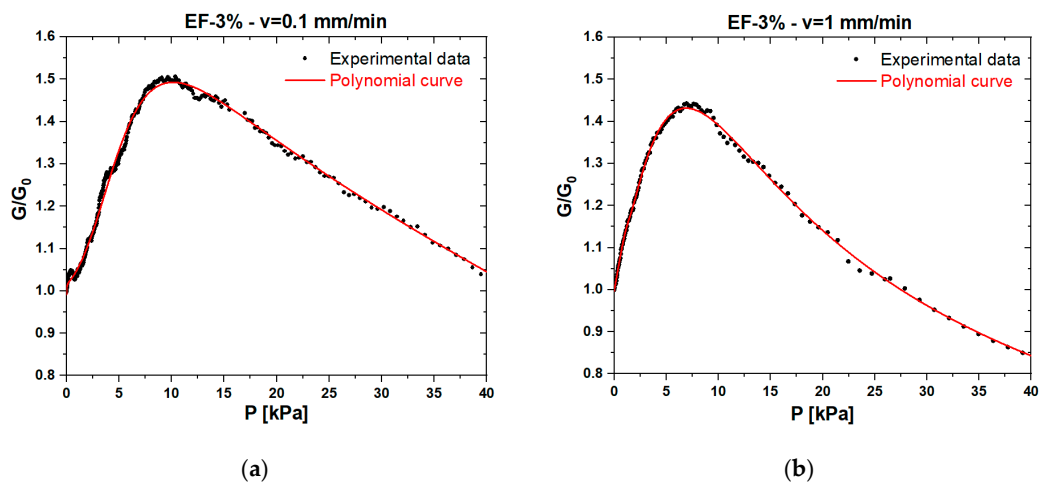 EF-3% - v=0.1 mm/min
1.6
1.5
1.4
1.3
1.2
1.1
1.0
0.9
0.8
G/G0
Experimental data
Polynomial curve
0 5 10 15 20 25 30 35 40
P [kPa]
(a)
EF-3% - v=1 mm/min
1.6
1.5
1.4
1.3
1.2
1.1
1.0
0.9
0.8
G/G0
Experimental data
Polynomial curve
0 5 10 15 20 25 30 35 40
P [kPa]
(b)